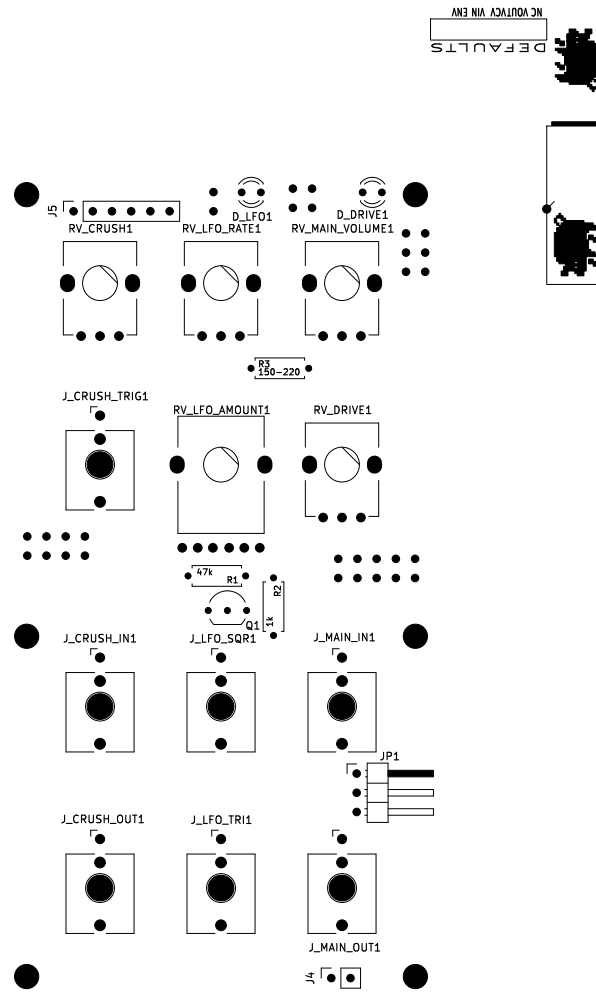 NC VOUTVCV VIN ENV
DEFAULTS
J5
D_LFO1
D_DRIVE1
RV_CRUSH1
RV_LFO_RATE1
RV_MAIN_VOLUME1
R3
150-220
J_CRUSH_TRIG1
RV_LFO_AMOUNT1
RV_DRIVE1
47k
R1
R2
1k
Q1
J_CRUSH_IN1
J_LFO_SQR1
J_MAIN_IN1
JP1
J_CRUSH_OUT1
J_LFO_TRI1
J_MAIN_OUT1
J4